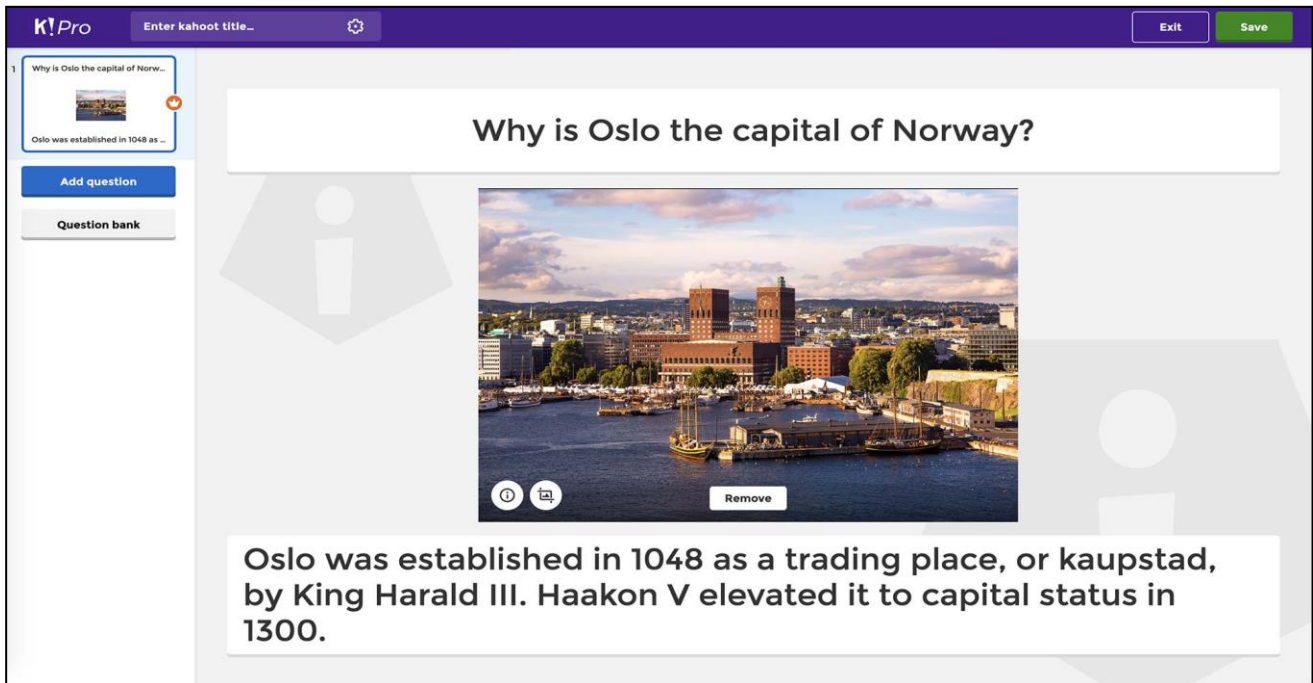 K! Pro
Enter kahoot title...
Exit
Save
1
Why is Oslo the capital of Norw...
Oslo was established in 1048 as ...
Add question
Question bank
Why is Oslo the capital of Norway?
Remove
Oslo was established in 1048 as a trading place, or kaupstad,
by King Harald III. Haakon V elevated it to capital status in
1300.